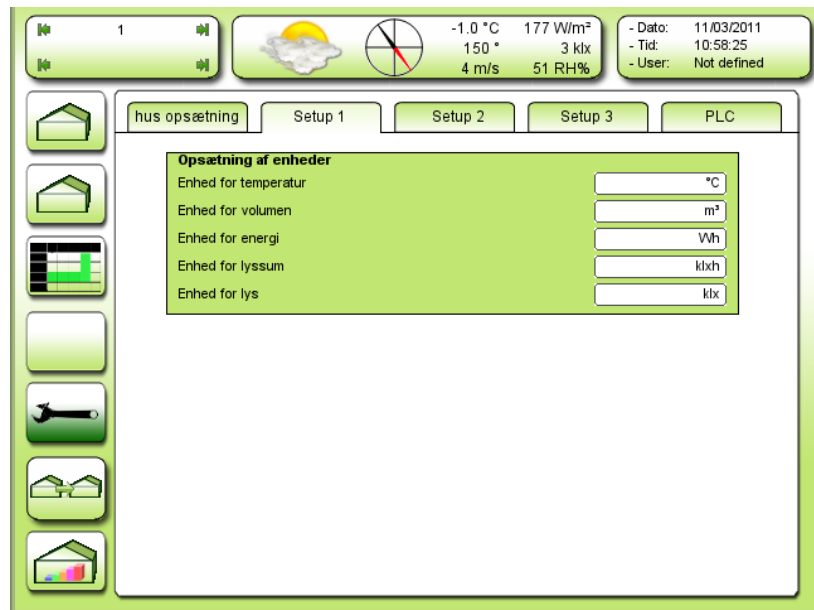 1
-1.0 °C 177 W/m²
150 ° 3 klx
4 m/s 51 RH%
- Dato: 11/03/2011
- Tid: 10:58:25
- User: Not defined
hus opsætning Setup 1 Setup 2 Setup 3 PLC
Opsætning af enheder
Enhed for temperatur °C
Enhed for volumen m³
Enhed for energi Wh
Enhed for lyssum klxh
Enhed for lys klx